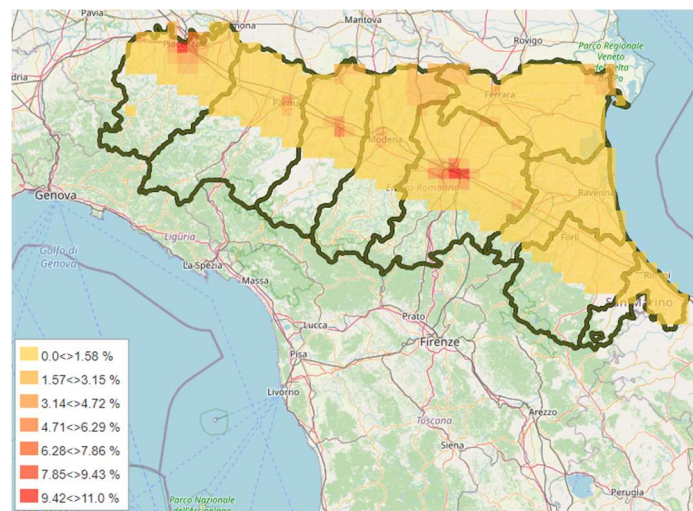 Pavia
Mantova
Rovigo
Parco Regionale
Veneto
del Delta
Po
Ferrara
Parma
Modena
Genova
Ravenna
Liguria
Golfo di
Genova
Forlì
La Spezia
Massa
Rimini
San Marino
Lucca
Prato
Firenze
Pisa
Livorno
Toscana
Arezzo
Siena
Perugia
Parco Nazionale
0.0<>1.58 %
1.57<>3.15 %
3.14<>4.72 %
4.71<>6.29 %
6.28<>7.86 %
7.85<>9.43 %
9.42<>11.0 %